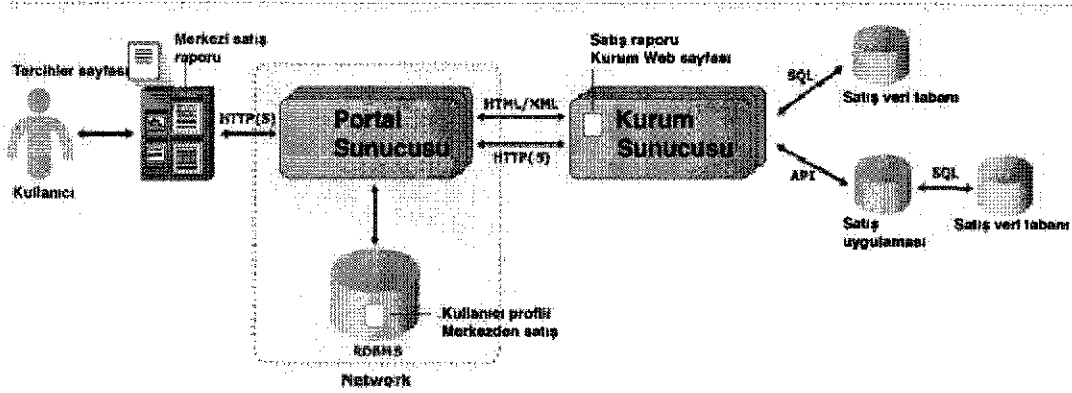 Merkezi satış
raporu
Tercihler sayfası
Kullanıcı
HTTP(S)
Portal
Sunucusu
HTML/XML
HTTP(S)
Satış raporu
Kurum Web sayfası
Kurum
Sunucusu
SQL
Satış veri tabanı
API
SQL
Satış
uygulaması
Satış veri tabanı
Kullanıcı profili
Merkezden satış
RDBMS
Network